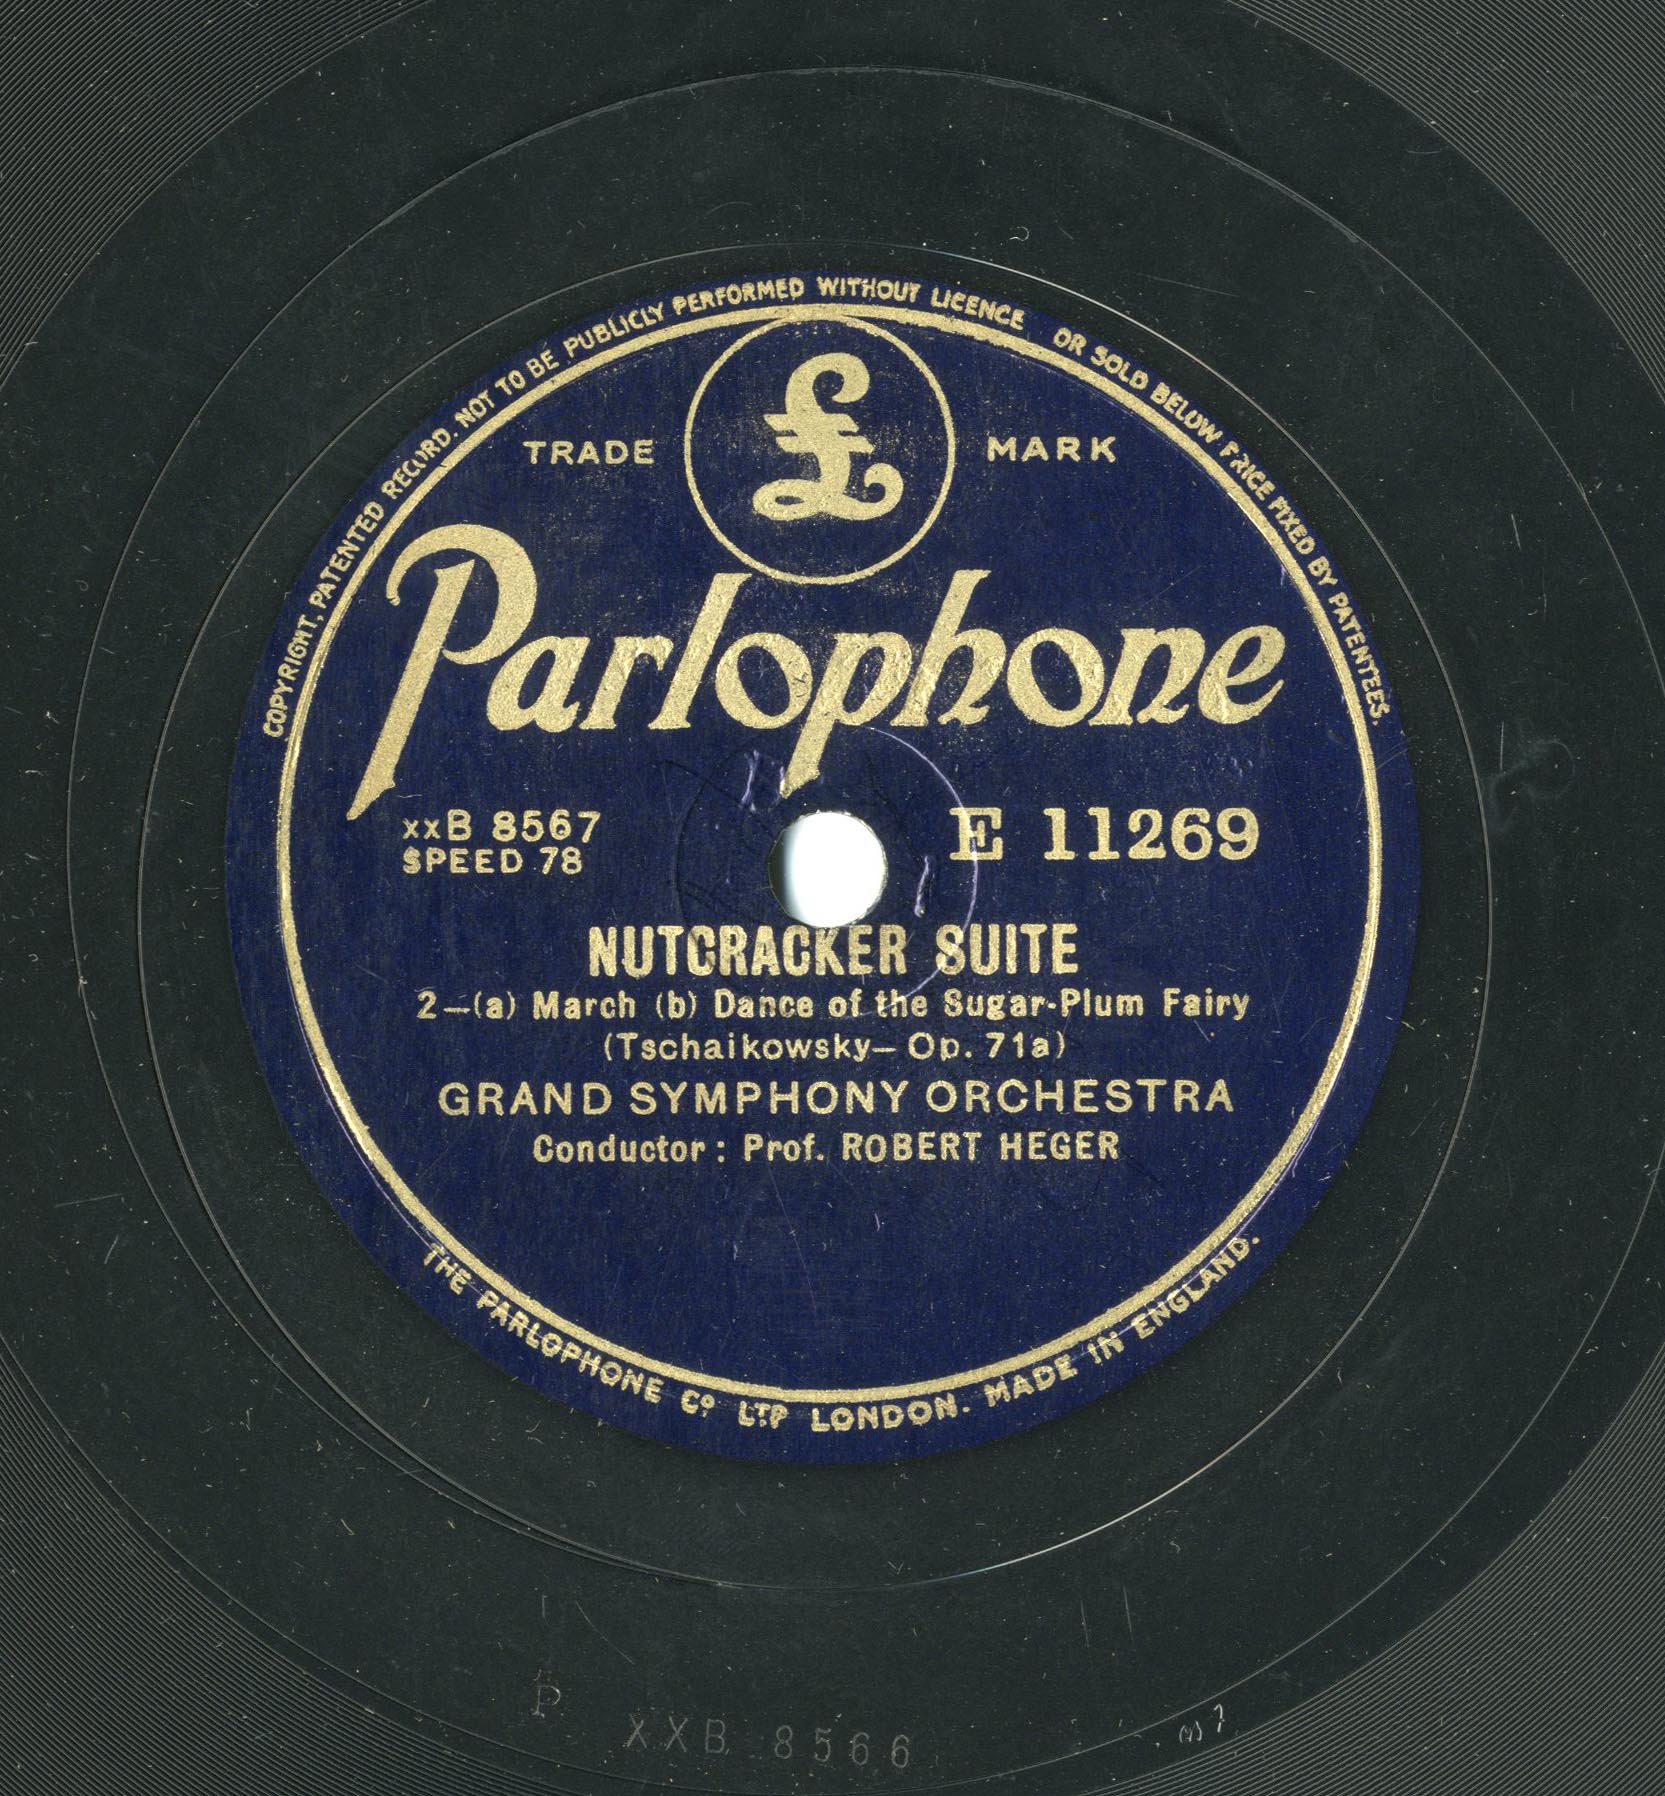 COPYRIGHT, PATENTED RECORD. NOT TO BE PUBLICLY PERFORMED WITHOUT LICENCE OR SOLD BELOW PRICE FIXED BY PATENTEES.
£
TRADE MARK
Parlophone
xxB 8567
SPEED 78
E 11269
NUTCRACKER SUITE
2—(a) March (b) Dance of the Sugar-Plum Fairy
(Tschaikowsky—Op. 71a)
GRAND SYMPHONY ORCHESTRA
Conductor: Prof. ROBERT HEGER
THE PARLOPHONE Co LTD LONDON. MADE IN ENGLAND.
P
XXB 8566